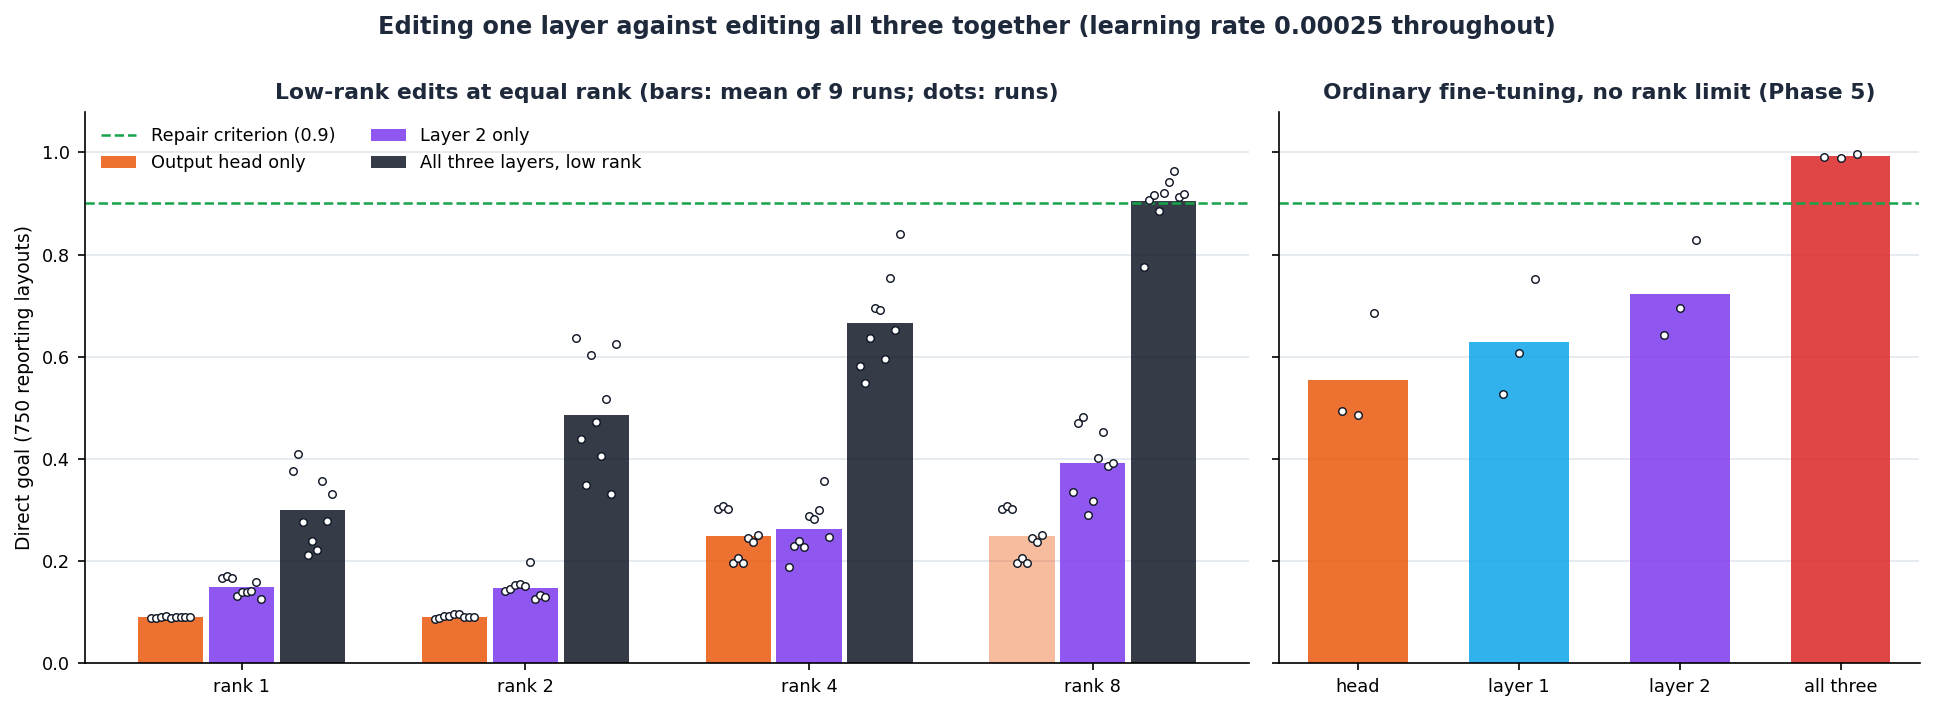 Editing one layer against editing all three together (learning rate 0.00025 throughout)
Low-rank edits at equal rank (bars: mean of 9 runs; dots: runs)
Repair criterion (0.9)
Output head only
Layer 2 only
All three layers, low rank
Direct goal (750 reporting layouts)
1.0
0.8
0.6
0.4
0.2
0.0
rank 1
rank 2
rank 4
rank 8
Ordinary fine-tuning, no rank limit (Phase 5)
head
layer 1
layer 2
all three